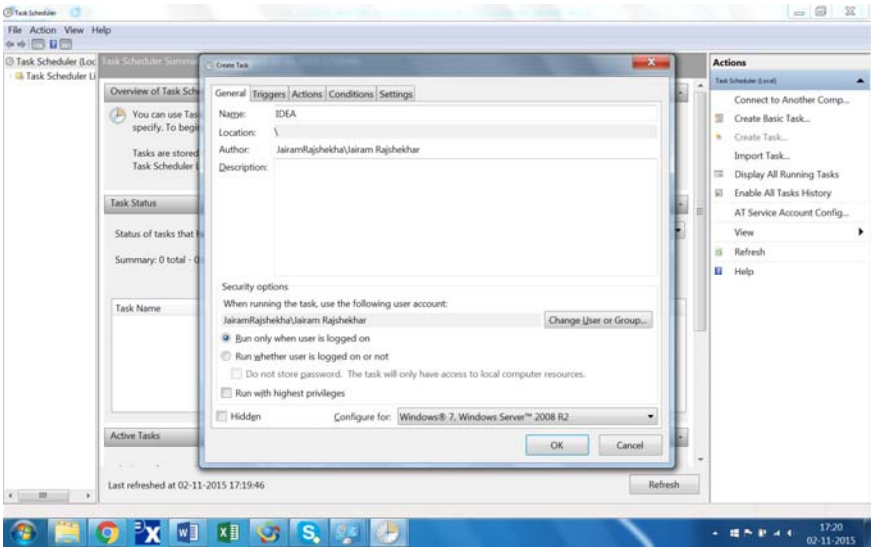 Task Scheduler
File Action View Help
Task Scheduler (Loc
Task Scheduler Li
Task Scheduler Summa
Overview of Task Sche
You can use Tas
specify. To begin
Tasks are stored
Task Scheduler L
Task Status
Status of tasks that h
Summary: 0 total - 0
Task Name
Active Tasks
Last refreshed at 02-11-2015 17:19:46
Refresh
Create Task
General Triggers Actions Conditions Settings
Name: IDEA
Location: \
Author: JairamRajshekha\Jairam Rajshekhar
Description:
Security options
When running the task, use the following user account:
JairamRajshekha\Jairam Rajshekhar Change User or Group...
Run only when user is logged on
Run whether user is logged on or not
Do not store password. The task will only have access to local computer resources.
Run with highest privileges
Hidden Configure for: Windows® 7, Windows Server™ 2008 R2
OK Cancel
Actions
Task Scheduler (Local)
Connect to Another Comp...
Create Basic Task...
Create Task...
Import Task...
Display All Running Tasks
Enable All Tasks History
AT Service Account Config...
View
Refresh
Help
17:20
02-11-2015